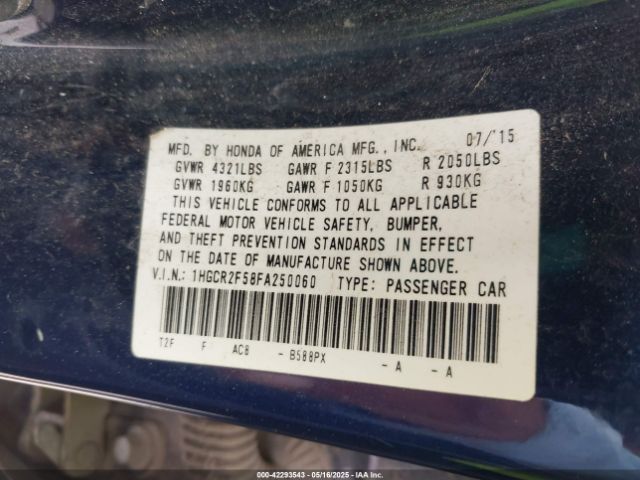 MFD. BY HONDA OF AMERICA MFG., INC. 07/'15
GVWR 4321LBS GAWR F 2315LBS R 2050LBS
GVWR 1960KG GAWR F 1050KG R 930KG
THIS VEHICLE CONFORMS TO ALL APPLICABLE
FEDERAL MOTOR VEHICLE SAFETY, BUMPER,
AND THEFT PREVENTION STANDARDS IN EFFECT
ON THE DATE OF MANUFACTURE SHOWN ABOVE.
V.I.N.: 1HGCR2F58FA250060 TYPE: PASSENGER CAR
T2F F AC8 - B588PX - A - A
000-42293543 - 05/16/2025 - IAA Inc.